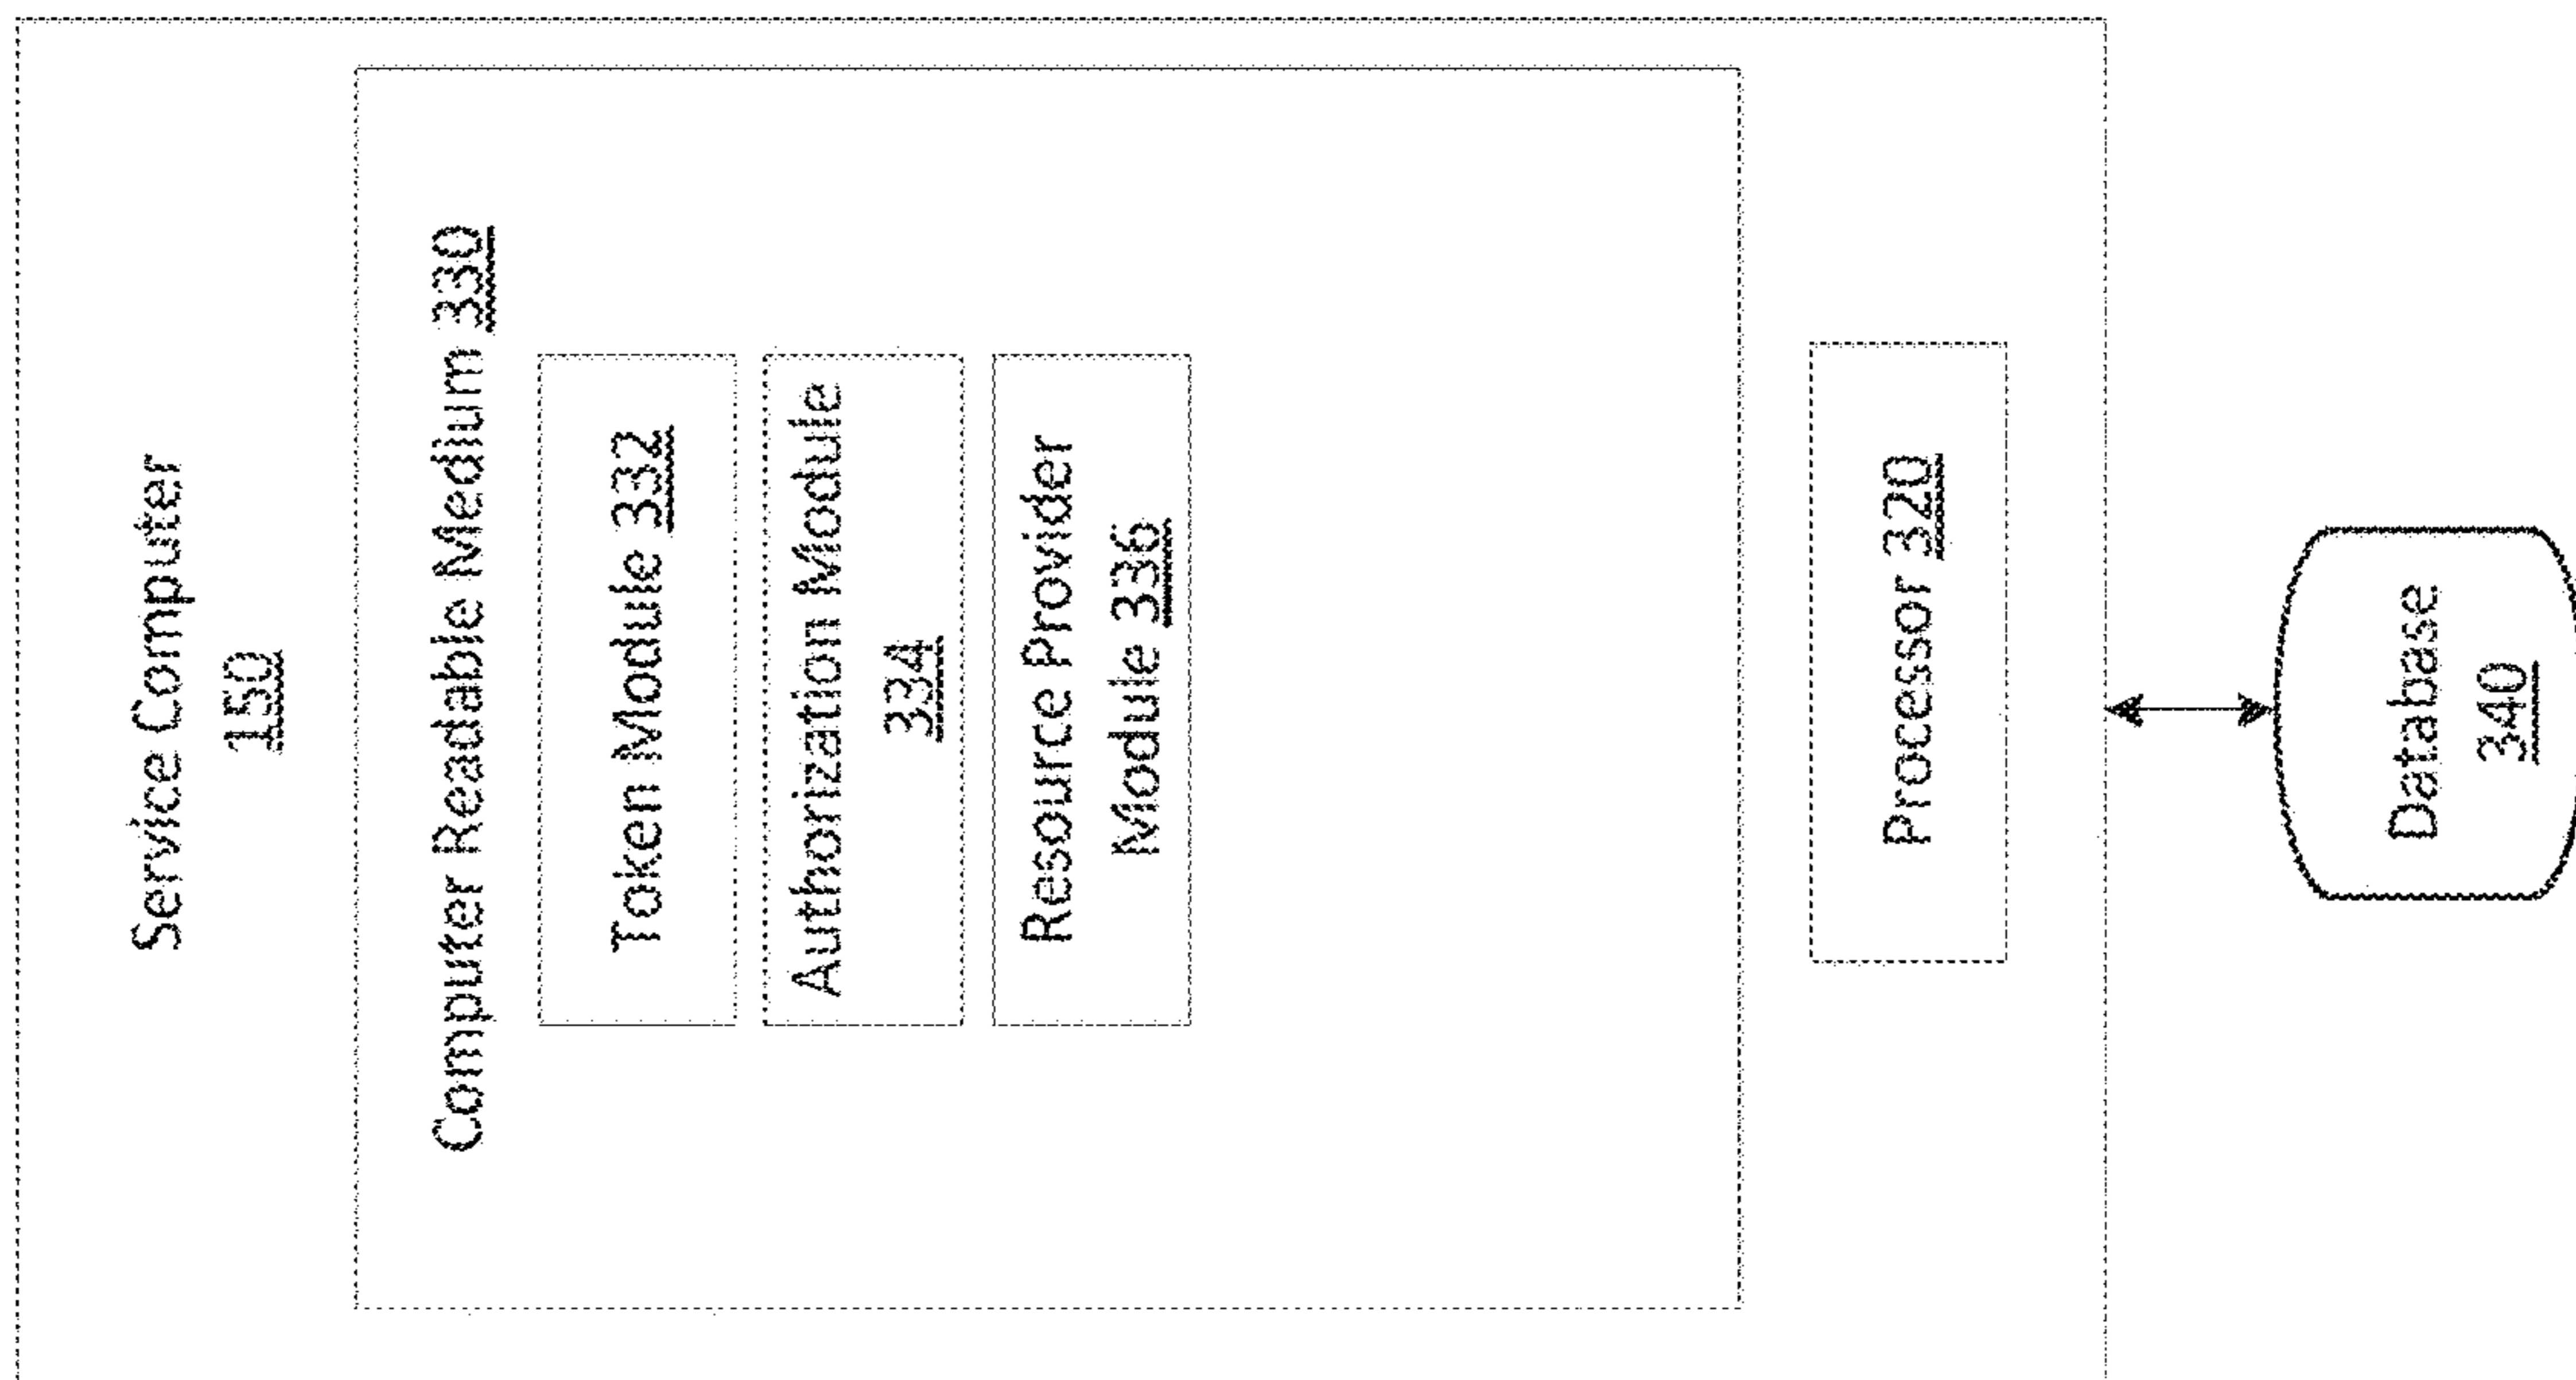 Service Computer
150
Computer Readable Medium 330
Token Module 332
Authorization Module
334
Resource Provider
Module 336
Processor 320
Database
340